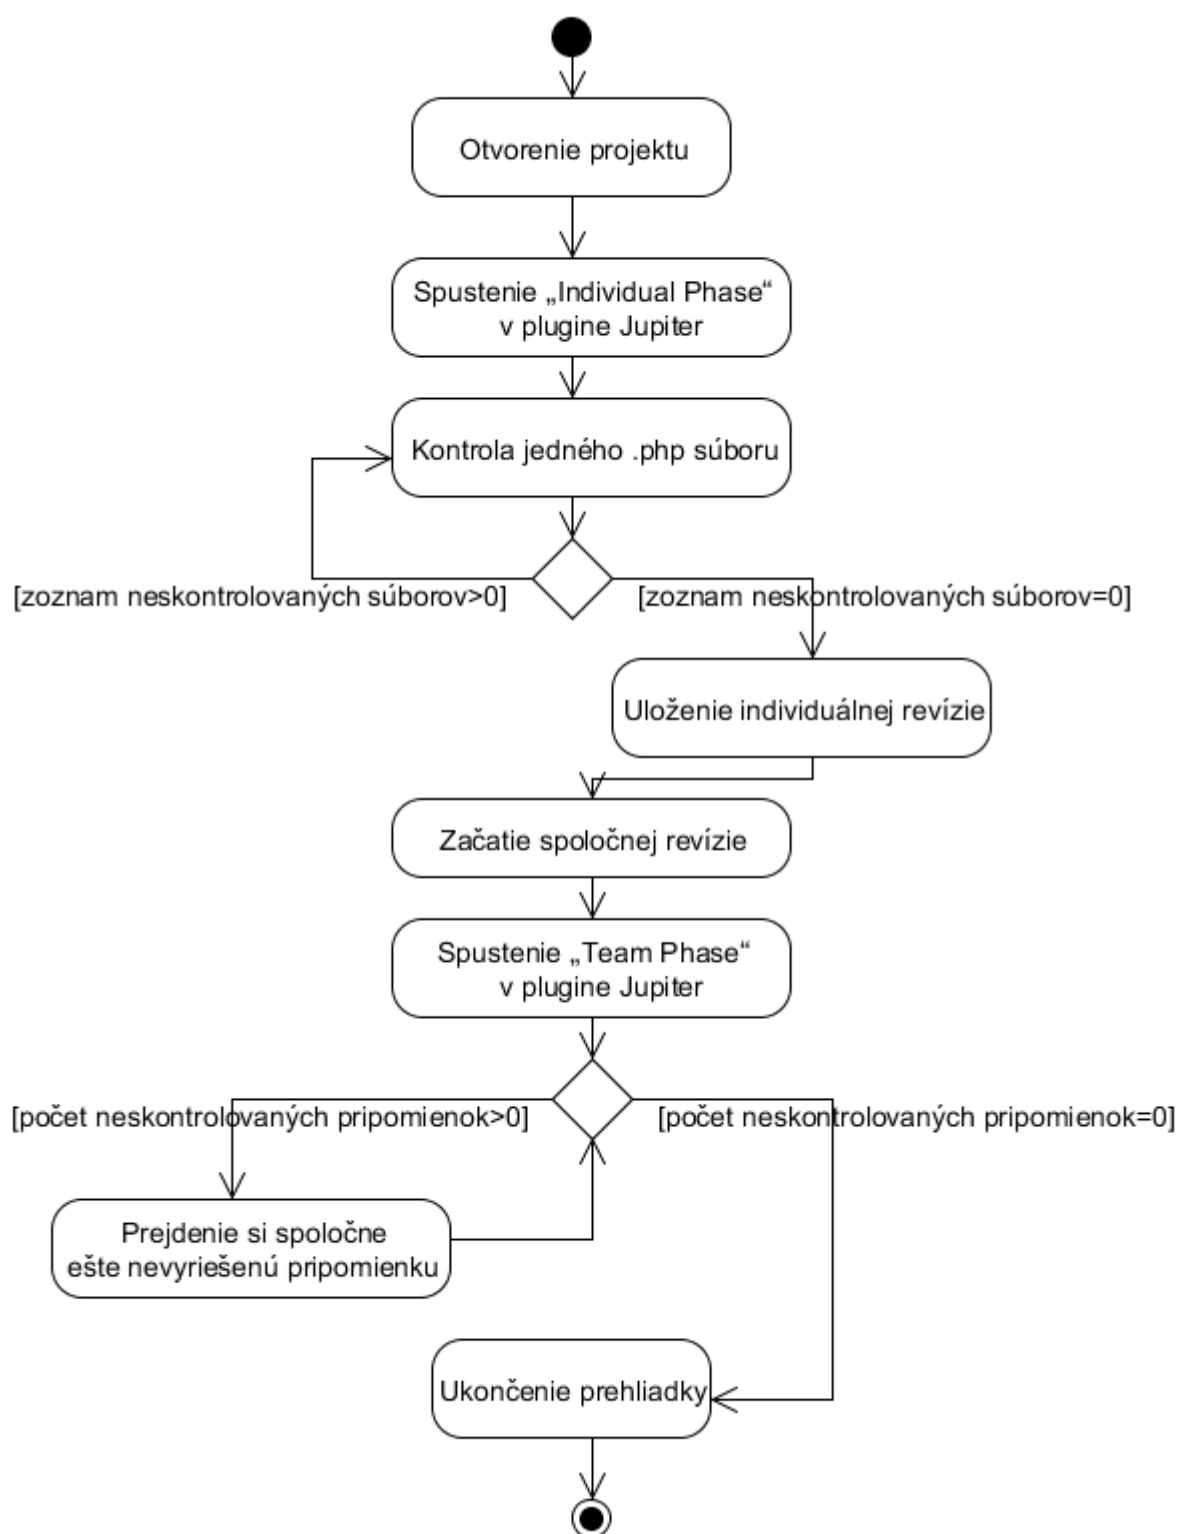 Otvorenie projektu
Spustenie „Individual Phase“
v plugine Jupiter
Kontrola jedného .php súboru
[zoznam neskontrolovaných súborov>0]
[zoznam neskontrolovaných súborov=0]
Uloženie individuálnej revízie
Začatie spoločnej revízie
Spustenie „Team Phase“
v plugine Jupiter
[počet neskontrolovaných pripomienok>0]
[počet neskontrolovaných pripomienok=0]
Prejdenie si spoločne
ešte nevyriešenú pripomienku
Ukončenie prehliadky